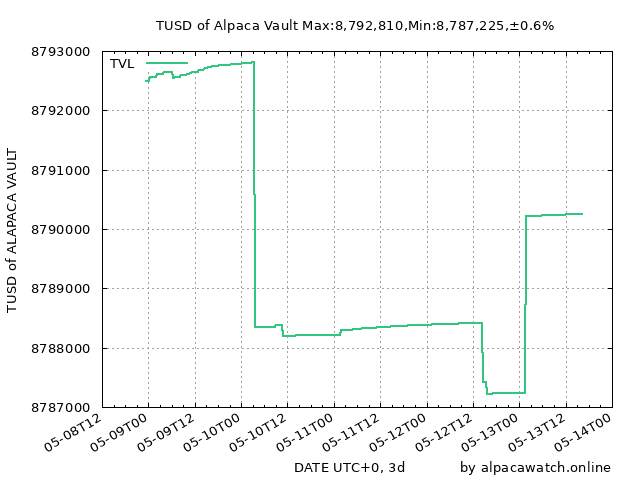 TUSD of Alpaca Vault Max:8,792,810,Min:8,787,225,±0.6%
8793000
TVL
8792000
8791000
8790000
8789000
8788000
8787000
TUSD of ALAPACA VAULT
05-08T12
05-09T00
05-09T12
05-10T00
05-10T12
05-11T00
05-11T12
05-12T00
05-12T12
05-13T00
05-13T12
05-14T00
DATE UTC+0, 3d
by alpacawatch.online